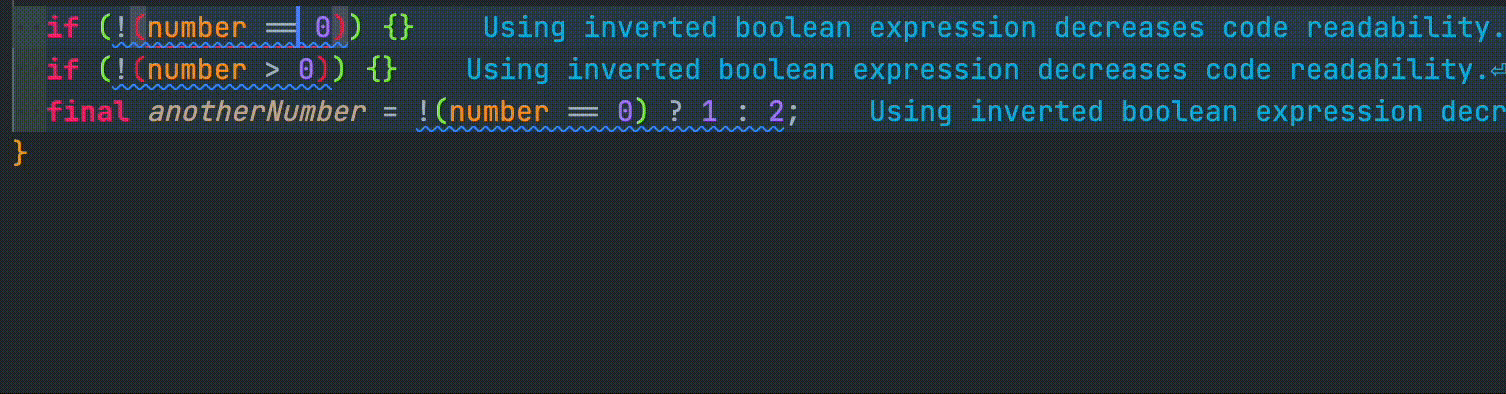 if (!(number == 0)) {} Using inverted boolean expression decreases code readability.
if (!(number > 0)) {} Using inverted boolean expression decreases code readability.⏎
final anotherNumber = !(number == 0) ? 1 : 2; Using inverted boolean expression decr
}